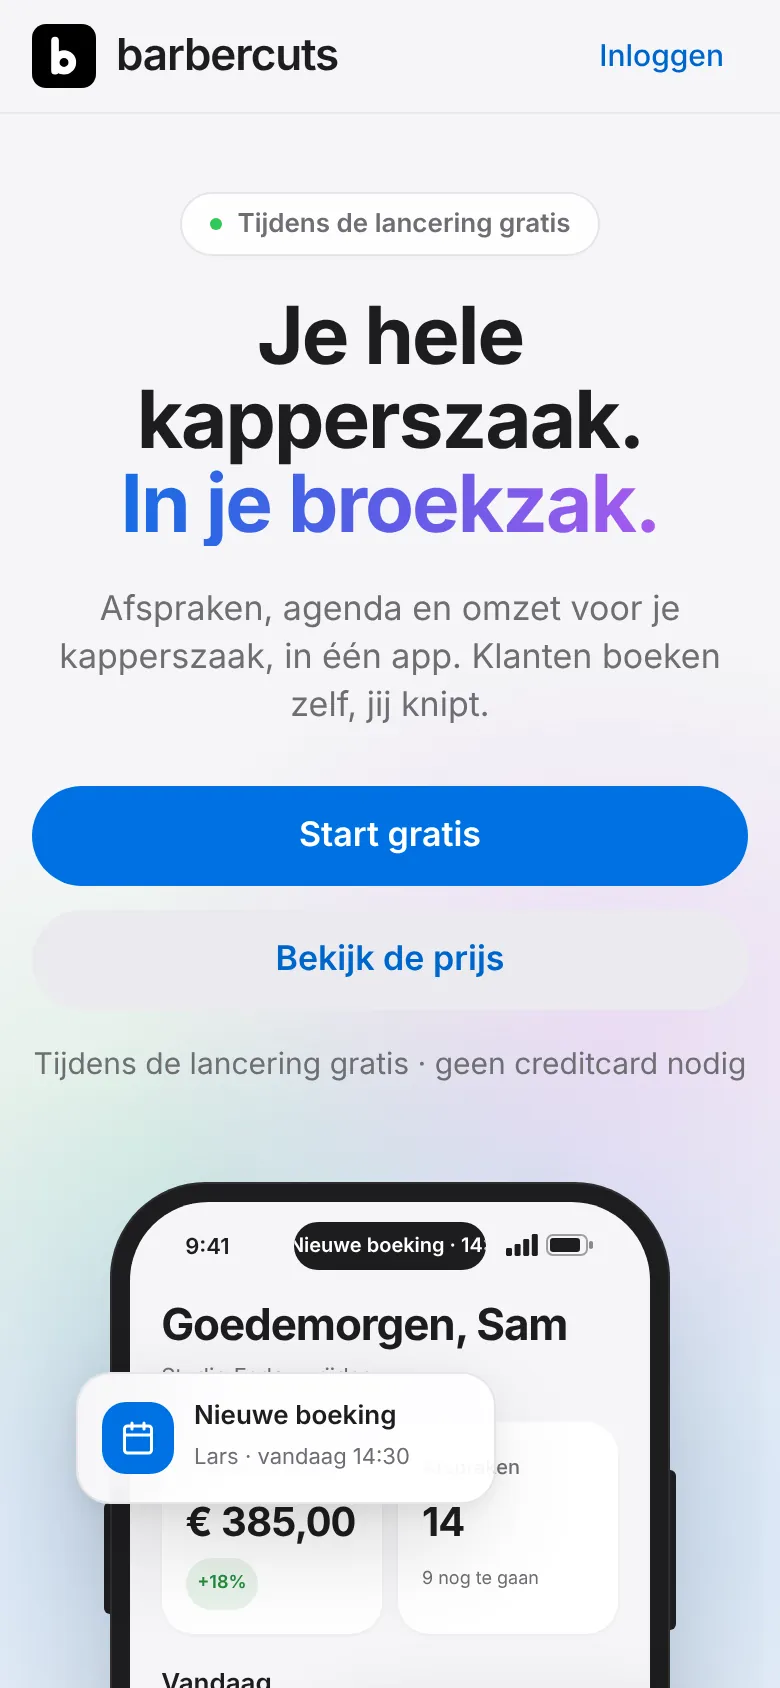 barbercuts
Inloggen
Tijdens de lancering gratis
Je hele
kapperszaak.
In je broekzak.
Afspraken, agenda en omzet voor je
kapperszaak, in één app. Klanten boeken
zelf, jij knipt.
Start gratis
Bekijk de prijs
Tijdens de lancering gratis · geen creditcard nodig
9:41
Nieuwe boeking · 14:
Goedemorgen, Sam
Nieuwe boeking
Lars · vandaag 14:30
Afspraken
€ 385,00
14
+18%
9 nog te gaan
Vandaag